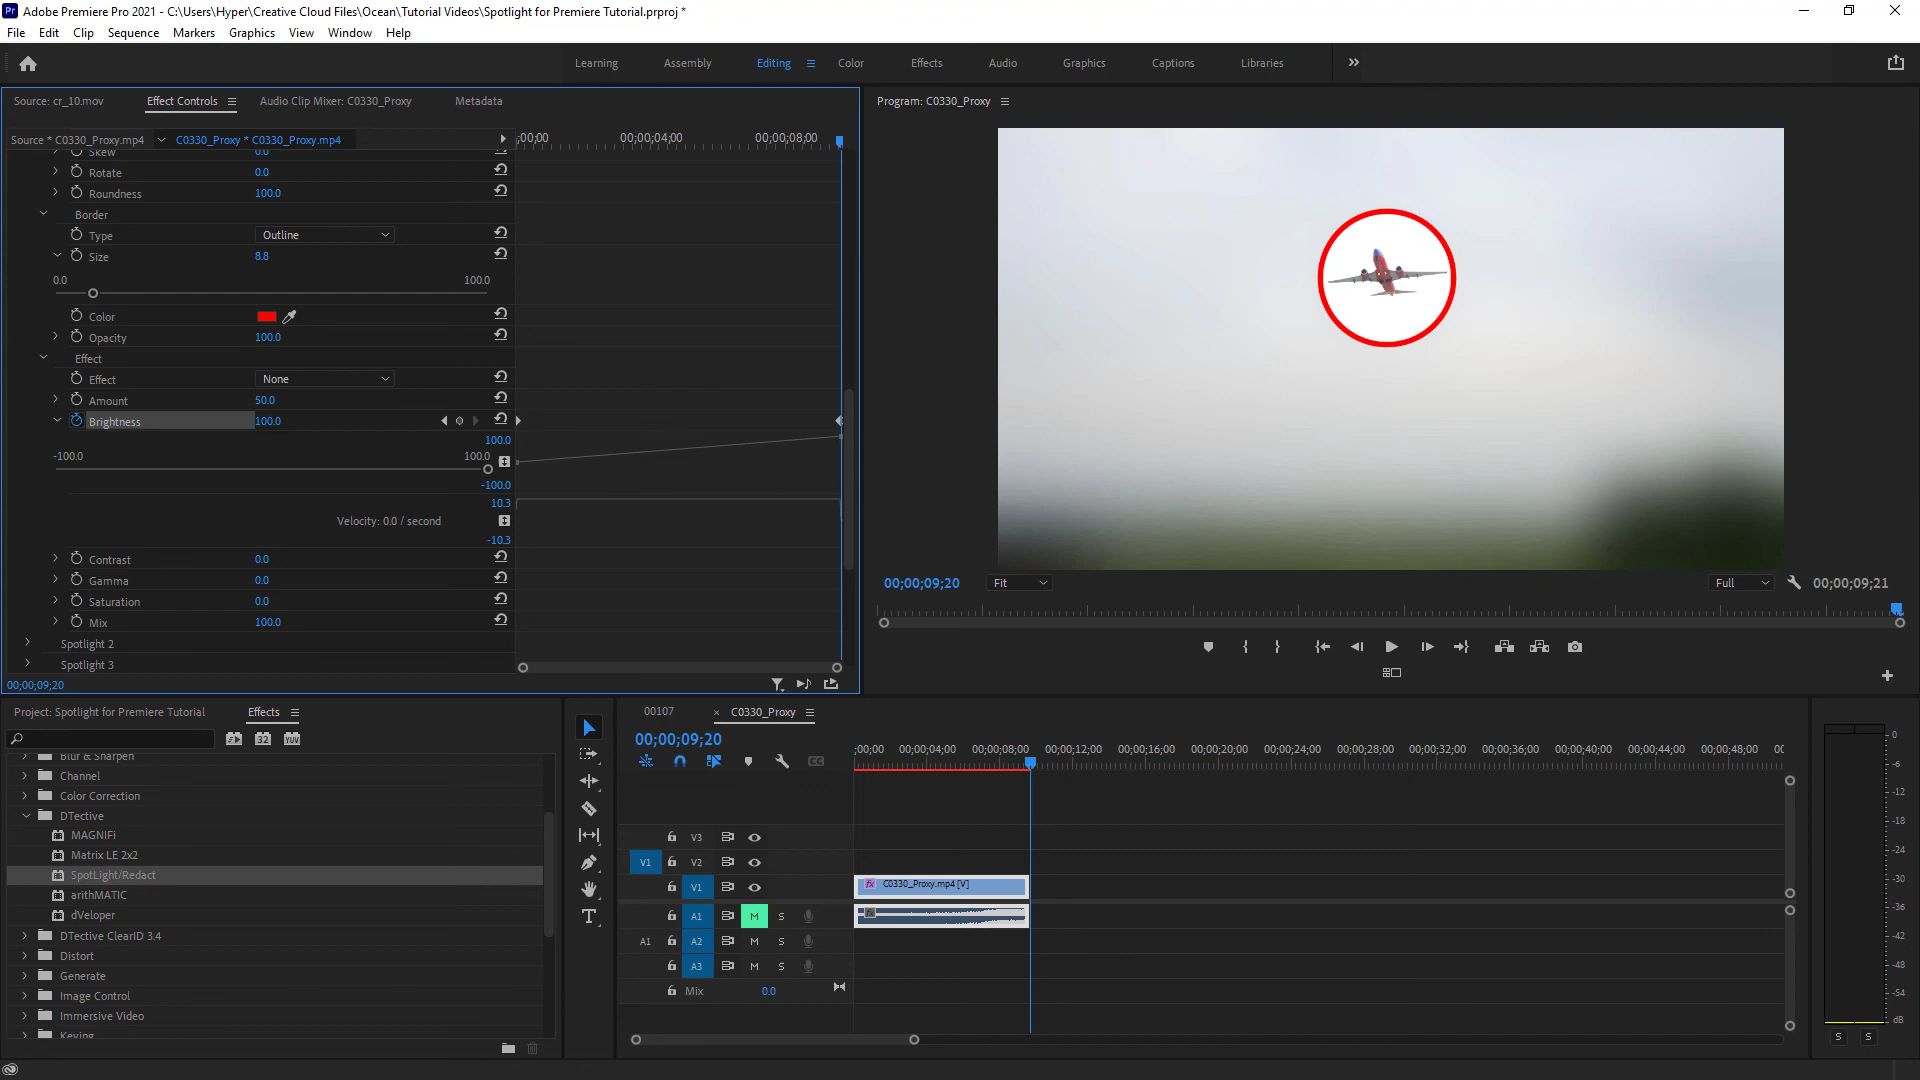 Adobe Premiere Pro 2021 - C:\Users\Hyper\Creative Cloud Files\Ocean\Tutorial Videos\Spotlight for Premiere Tutorial.prproj *
File Edit Clip Sequence Markers Graphics View Window Help
Learning Assembly Editing Color Effects Audio Graphics Captions Libraries
Source: cr_10.mov Effect Controls Audio Clip Mixer: C0330_Proxy Metadata
Source * C0330_Proxy.mp4 C0330_Proxy * C0330_Proxy.mp4
;00;00 00;00;04;00 00;00;08;00
Skew 0.0
Rotate 0.0
Roundness 100.0
Border
Type Outline
Size 8.8
0.0 100.0
Color
Opacity 100.0
Effect
Effect None
Amount 50.0
Brightness 100.0
100.0
-100.0 100.0
-100.0
10.3
Velocity: 0.0 / second
-10.3
Contrast 0.0
Gamma 0.0
Saturation 0.0
Mix 100.0
Spotlight 2
Spotlight 3
00;00;09;20
Program: C0330_Proxy
00;00;09;20 Fit Full 00;00;09;21
Project: Spotlight for Premiere Tutorial Effects
32 YUV
Blur & Sharpen
Channel
Color Correction
DTective
MAGNIFi
Matrix LE 2x2
SpotLight/Redact
arithMATIC
dVeloper
DTective ClearID 3.4
Distort
Generate
Image Control
Immersive Video
Keying
00107 × C0330_Proxy
00;00;09;20
;00;00 00;00;04;00 00;00;08;00 00;00;12;00 00;00;16;00 00;00;20;00 00;00;24;00 00;00;28;00 00;00;32;00 00;00;36;00 00;00;40;00 00;00;44;00 00;00;48;00 00
V3
V1 V2
V1 fx C0330_Proxy.mp4 [V]
A1 M S
A1 A2 M S
A3 M S
Mix 0.0
0
-6
-12
-18
-24
-30
-36
-42
-48
-54
dB
S S